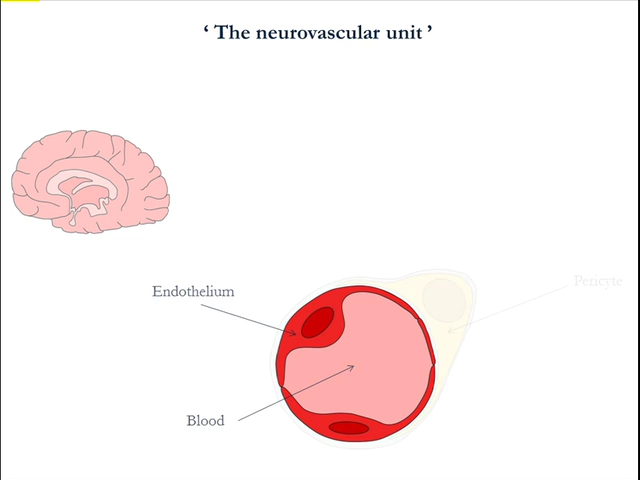 ‘ The neurovascular unit ’
Endothelium
Pericyte
Blood